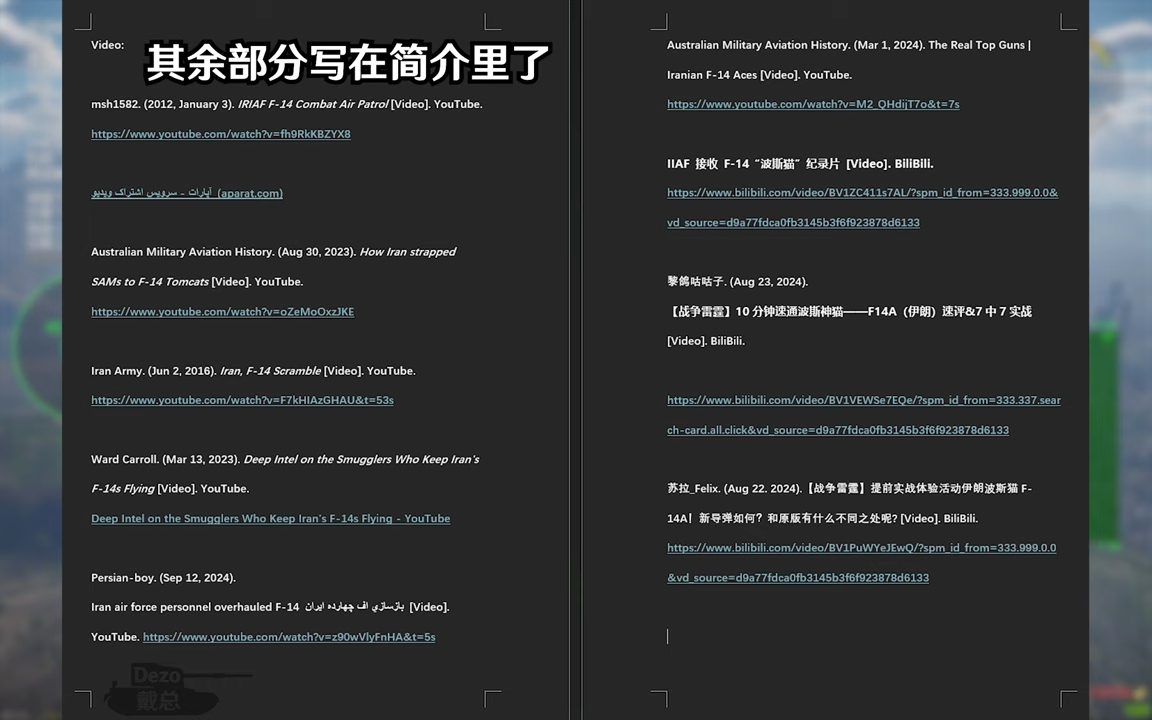 Video:
其余部分写在简介里了
msh1582. (2012, January 3). IRIAF F-14 Combat Air Patrol [Video]. YouTube.
https://www.youtube.com/watch?v=fh9RkKBZYX8
آپارات - سرویس اشتراک ویدیو (aparat.com)
Australian Military Aviation History. (Aug 30, 2023). How Iran strapped
SAMs to F-14 Tomcats [Video]. YouTube.
https://www.youtube.com/watch?v=oZeMoOxzJKE
Iran Army. (Jun 2, 2016). Iran, F-14 Scramble [Video]. YouTube.
https://www.youtube.com/watch?v=F7kHIAzGHAU&t=53s
Ward Carroll. (Mar 13, 2023). Deep Intel on the Smugglers Who Keep Iran's
F-14s Flying [Video]. YouTube.
Deep Intel on the Smugglers Who Keep Iran's F-14s Flying - YouTube
Persian-boy. (Sep 12, 2024).
Iran air force personnel overhauled F-14 بازسازي اف چهارده ایران [Video].
YouTube. https://www.youtube.com/watch?v=z90wVlyFnHA&t=5s
Dezo
戴总
Australian Military Aviation History. (Mar 1, 2024). The Real Top Guns |
Iranian F-14 Aces [Video]. YouTube.
https://www.youtube.com/watch?v=M2_QHdijT7o&t=7s
IIAF 接收 F-14 “波斯猫” 纪录片 [Video]. BiliBili.
https://www.bilibili.com/video/BV1ZC411s7AL/?spm_id_from=333.999.0.0&
vd_source=d9a77fdca0fb3145b3f6f923878d6133
黎鸽咕咕子. (Aug 23, 2024).
【战争雷霆】10 分钟速通波斯神猫——F14A（伊朗）速评&7 中 7 实战
[Video]. BiliBili.
https://www.bilibili.com/video/BV1VEWSe7EQe/?spm_id_from=333.337.sear
ch-card.all.click&vd_source=d9a77fdca0fb3145b3f6f923878d6133
苏拉_Felix. (Aug 22. 2024).【战争雷霆】提前实战体验活动伊朗波斯猫 F-
14A！新导弹如何？和原版有什么不同之处呢? [Video]. BiliBili.
https://www.bilibili.com/video/BV1PuWYeJEwQ/?spm_id_from=333.999.0.0
&vd_source=d9a77fdca0fb3145b3f6f923878d6133